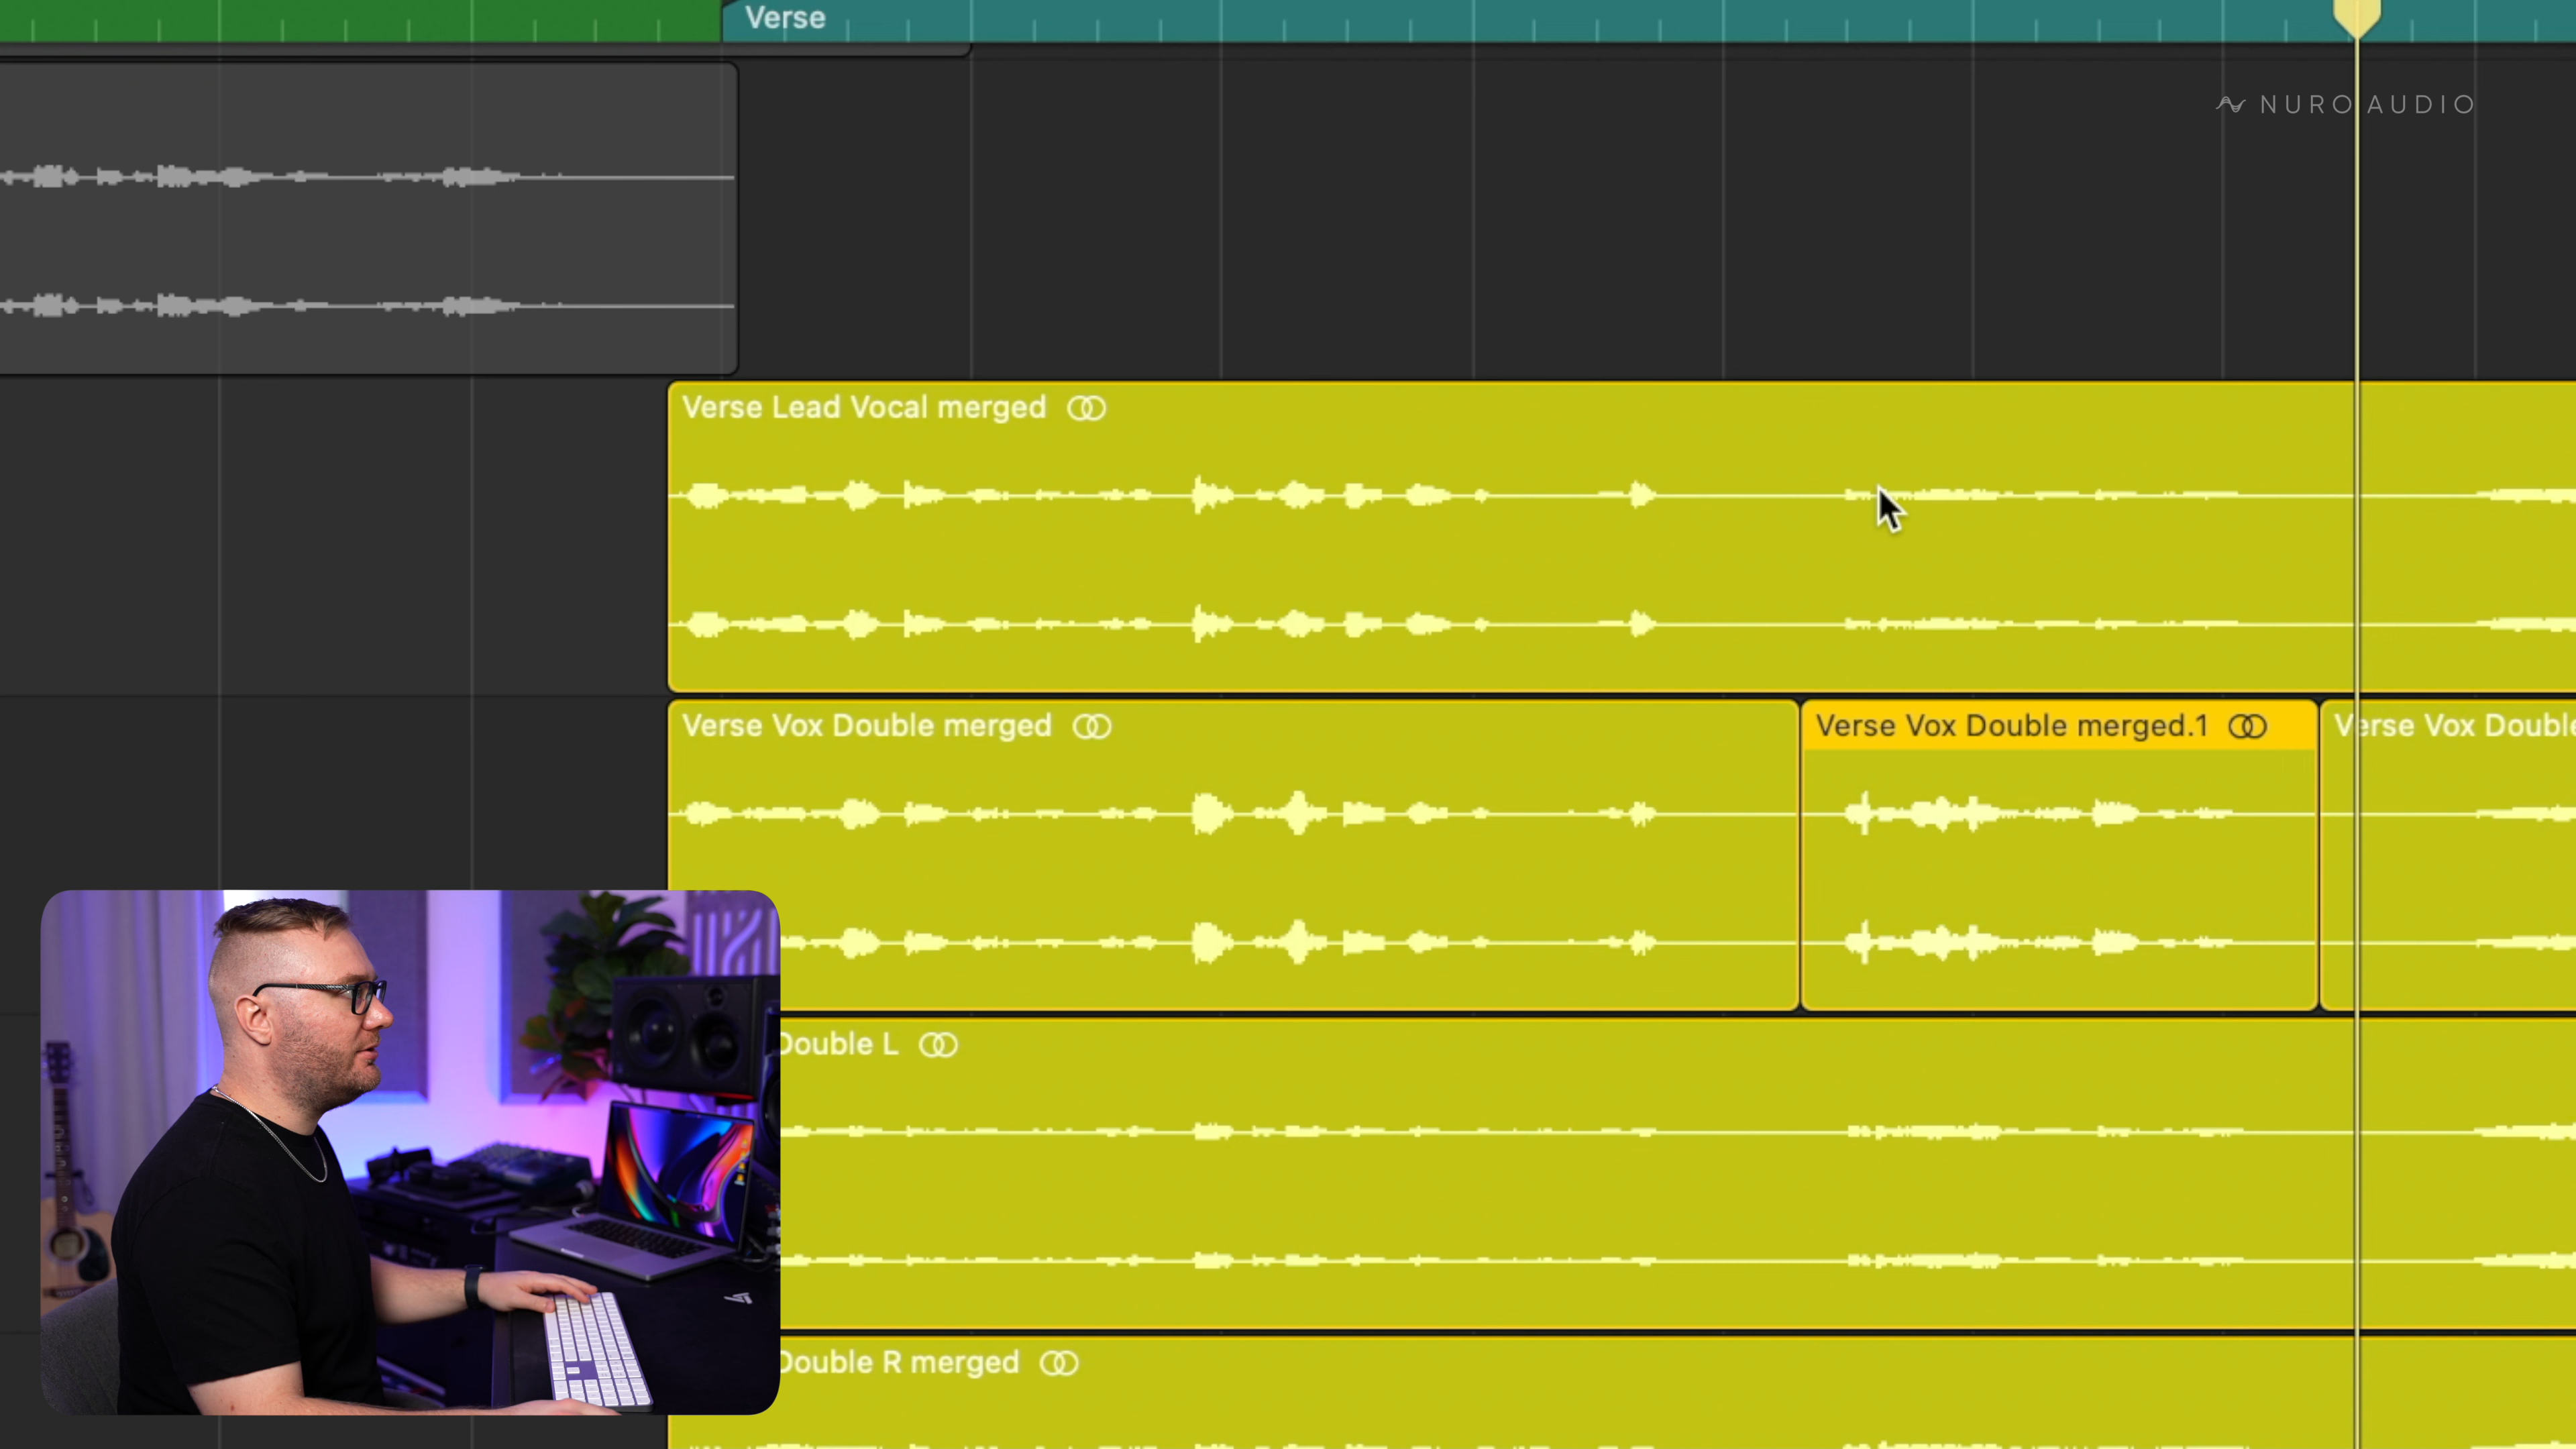 Verse
NURO AUDIO
Verse Lead Vocal merged
Verse Vox Double merged
Verse Vox Double merged.1
Verse Vox Double
Double L
Double R merged